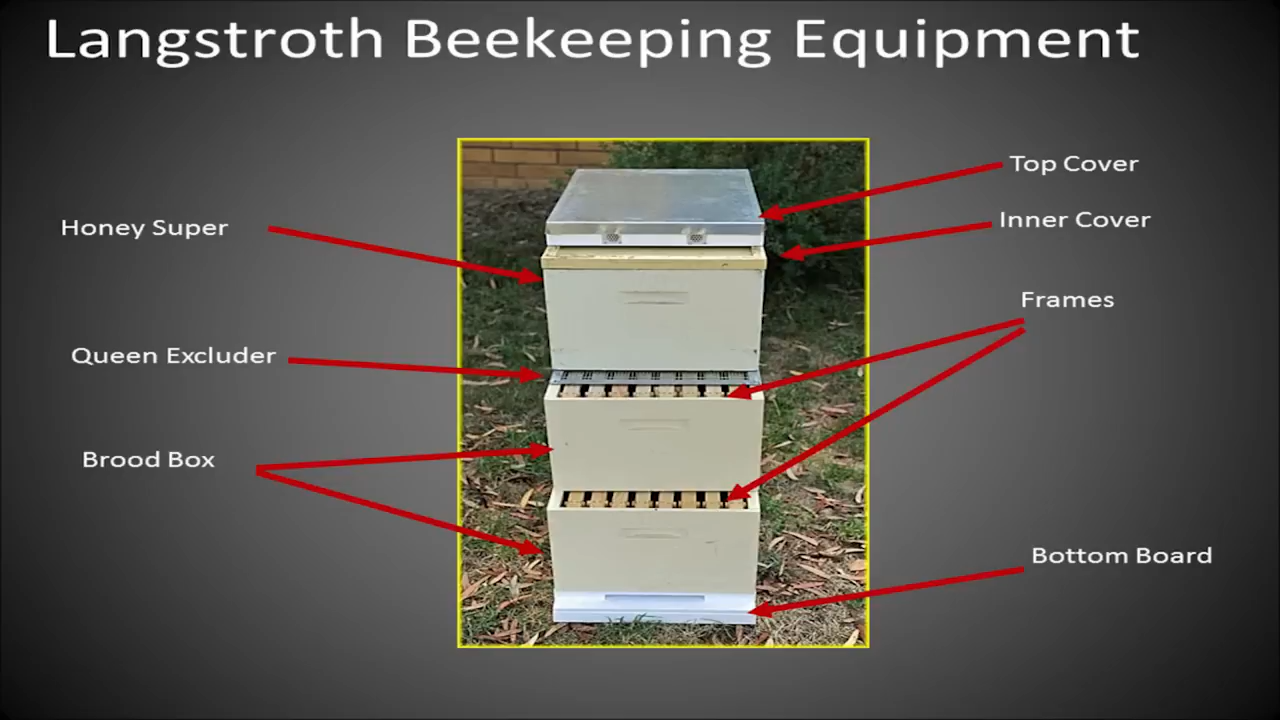 Langstroth Beekeeping Equipment
Top Cover
Honey Super
Inner Cover
Frames
Queen Excluder
Brood Box
Bottom Board